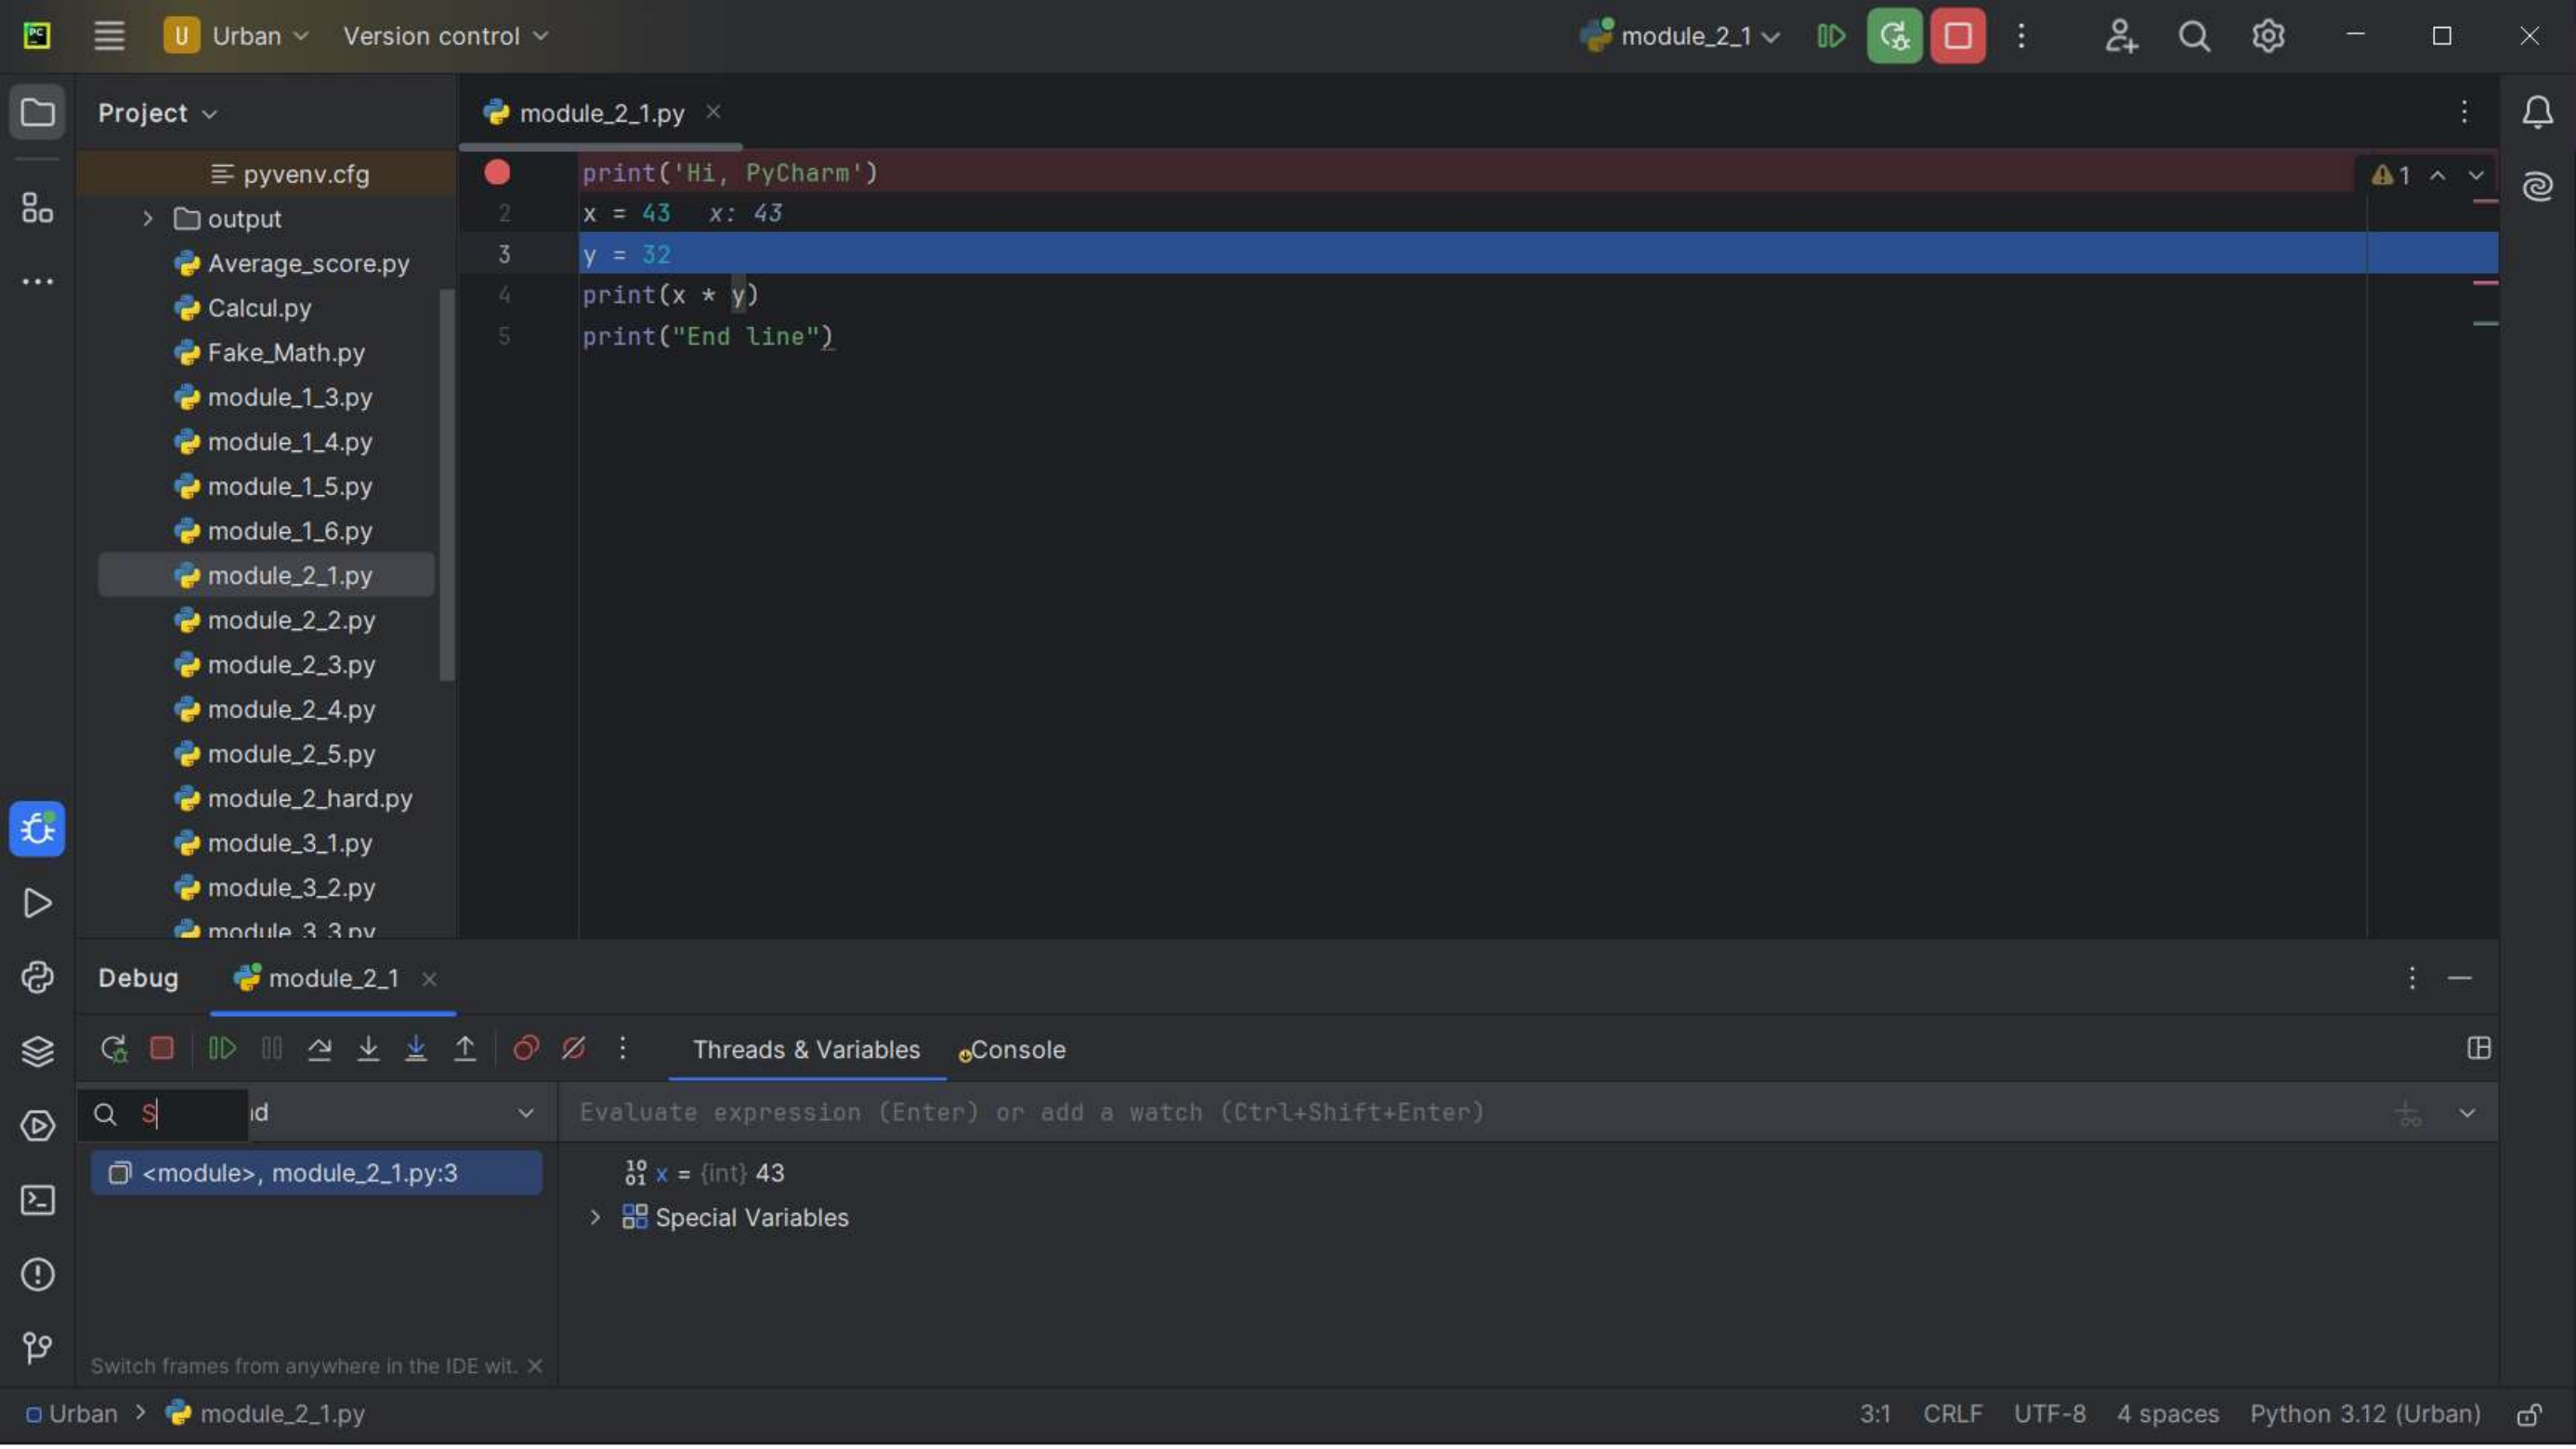 U Urban Version control module_2_1
Project
module_2_1.py
pyvenv.cfg
output
Average_score.py
Calcul.py
Fake_Math.py
module_1_3.py
module_1_4.py
module_1_5.py
module_1_6.py
module_2_1.py
module_2_2.py
module_2_3.py
module_2_4.py
module_2_5.py
module_2_hard.py
module_3_1.py
module_3_2.py
module_3_3.py
print('Hi, PyCharm')
2 x = 43 x: 43
3 y = 32
4 print(x * y)
5 print("End line")
1
Debug module_2_1
Threads & Variables Console
S
Evaluate expression (Enter) or add a watch (Ctrl+Shift+Enter)
<module>, module_2_1.py:3
x = {int} 43
Special Variables
Switch frames from anywhere in the IDE wit.
Urban > module_2_1.py
3:1 CRLF UTF-8 4 spaces Python 3.12 (Urban)